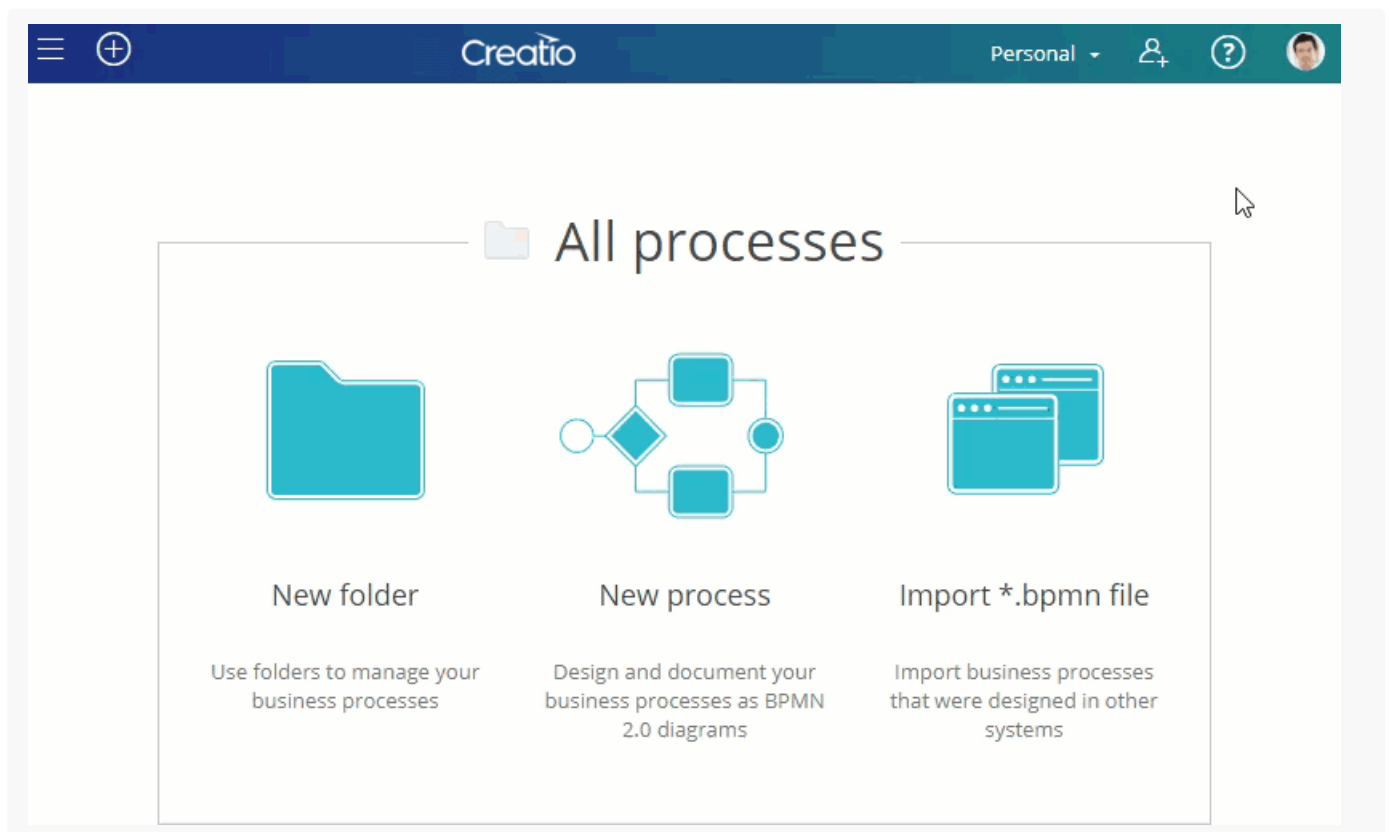 Creatio
Personal
All processes
New folder
New process
Import *.bpmn file
Use folders to manage your
business processes
Design and document your
business processes as BPMN
2.0 diagrams
Import business processes
that were designed in other
systems